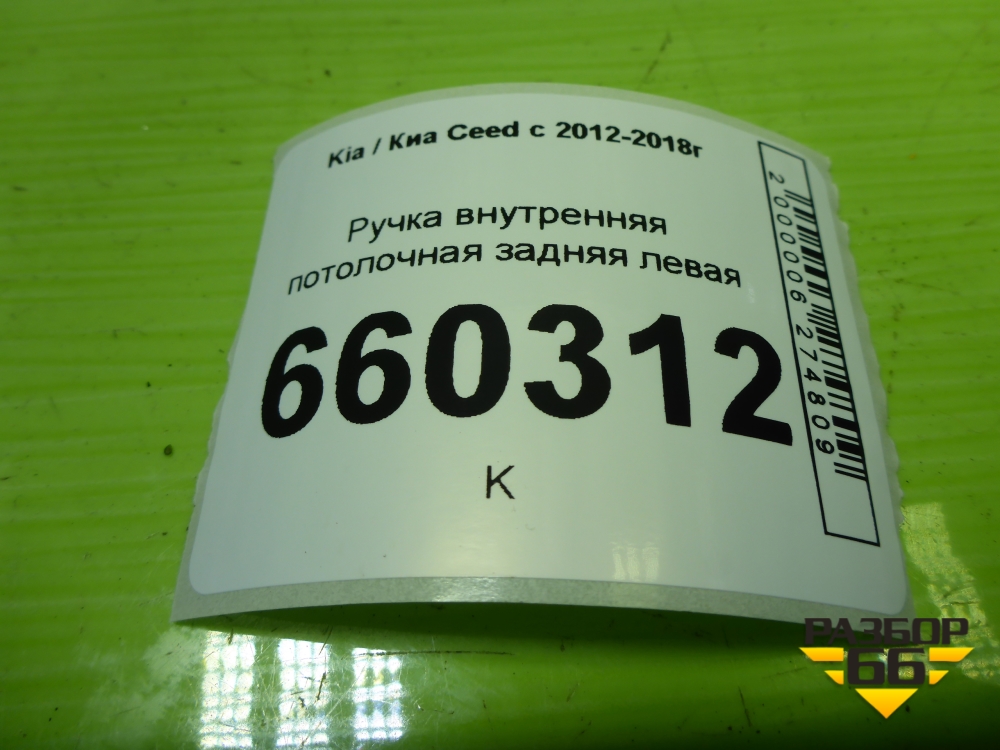 Kia / Киа Ceed с 2012-2018г
Ручка внутренняя
потолочная задняя левая
660312
К
2000006274809
РАЗБОР
66